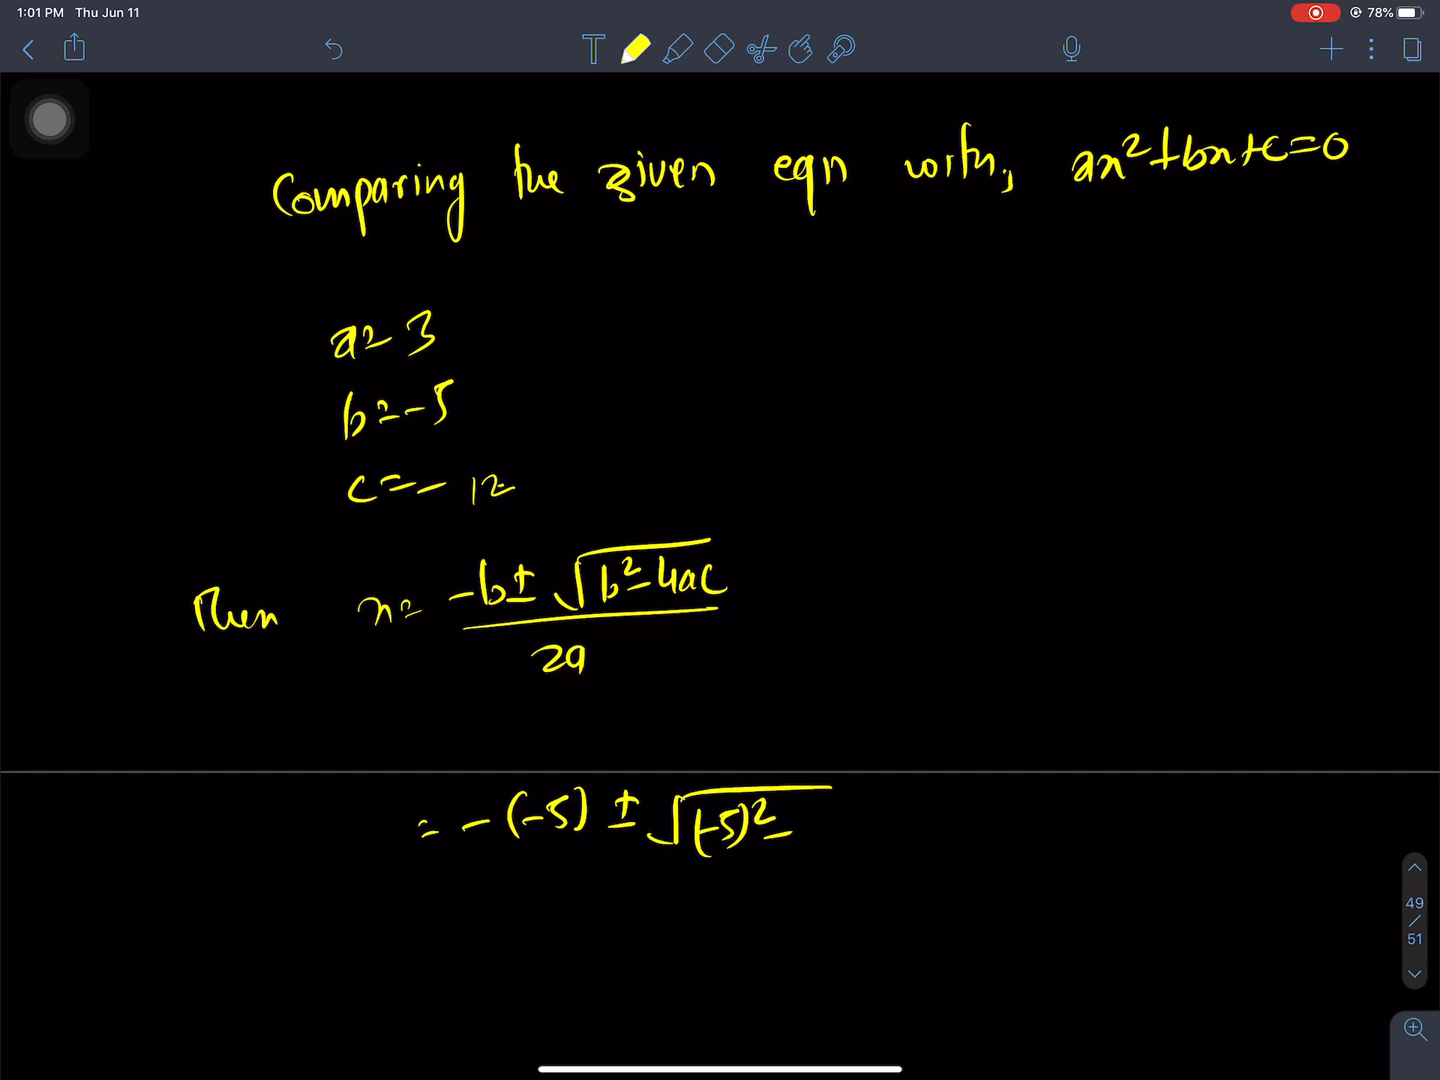 1:01 PM Thu Jun 11
78%
Comparing the given eqn with, ax²+bx+c=0
a= 3
b=-5
c=- 12
Then x= -b± √b²-4ac
2a
= -(-5) ± √(-5)²-
49
/
51